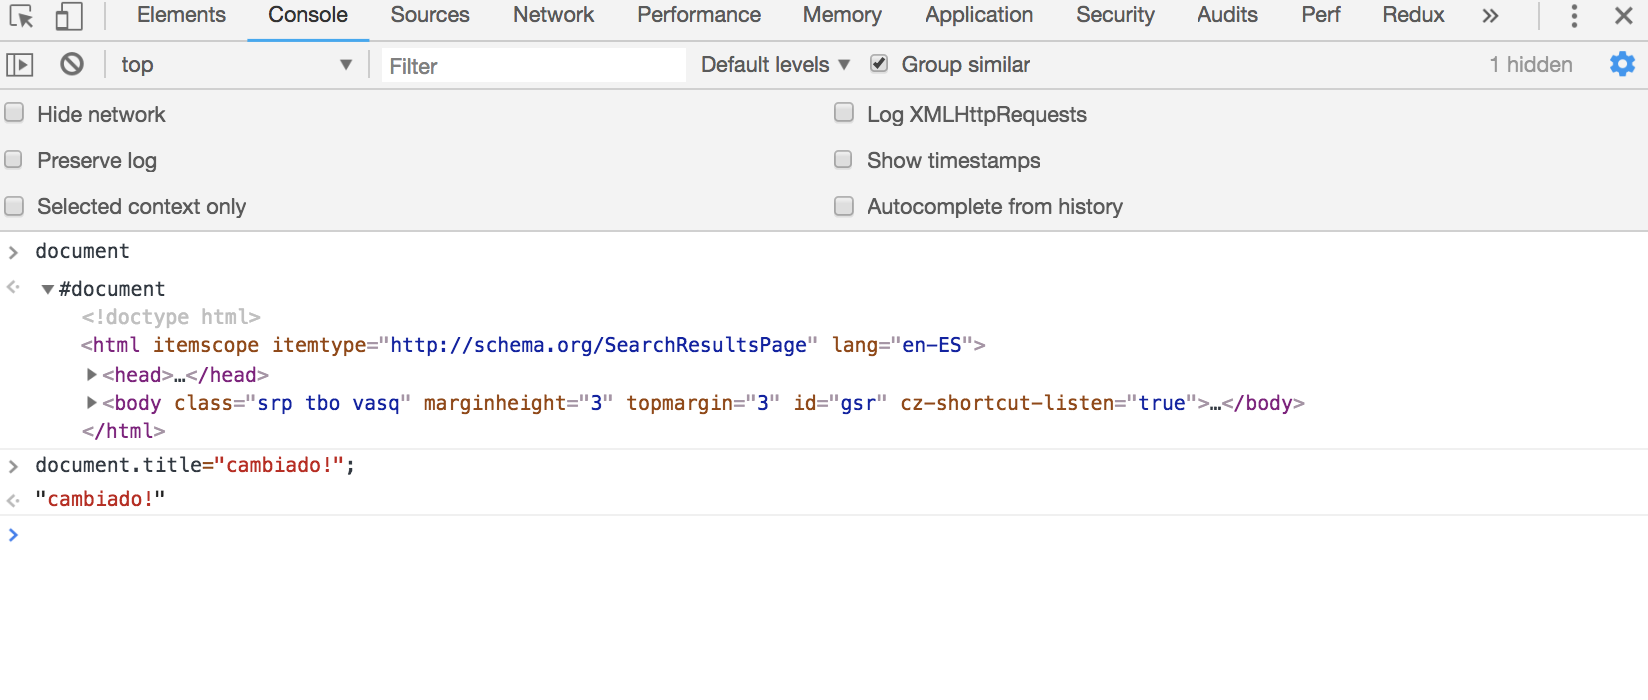 Elements Console Sources Network Performance Memory Application Security Audits Perf Redux »
top Filter Default levels Group similar 1 hidden
Hide network Log XMLHttpRequests
Preserve log Show timestamps
Selected context only Autocomplete from history
document
#document
<!doctype html>
<html itemscope itemtype="http://schema.org/SearchResultsPage" lang="en-ES">
<head>…</head>
<body class="srp tbo vasq" marginheight="3" topmargin="3" id="gsr" cz-shortcut-listen="true">…</body>
</html>
document.title="cambiado!";
"cambiado!"